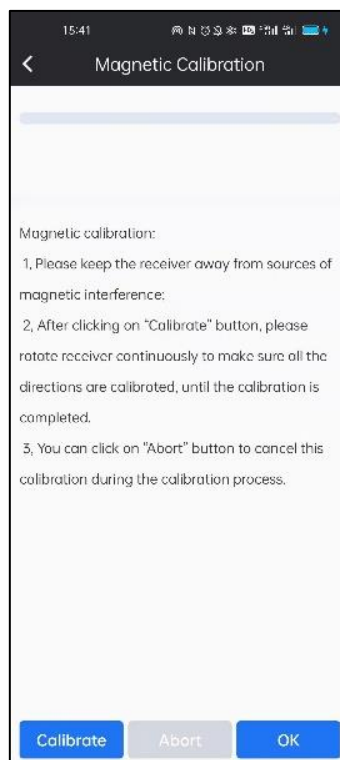 15:41
Magnetic Calibration
Magnetic calibration:
1, Please keep the receiver away from sources of
magnetic interference;
2, After clicking on "Calibrate" button, please
rotate receiver continuously to make sure all the
directions are calibrated, until the calibration is
completed.
3, You can click on "Abort" button to cancel this
calibration during the calibration process.
Calibrate Abort OK